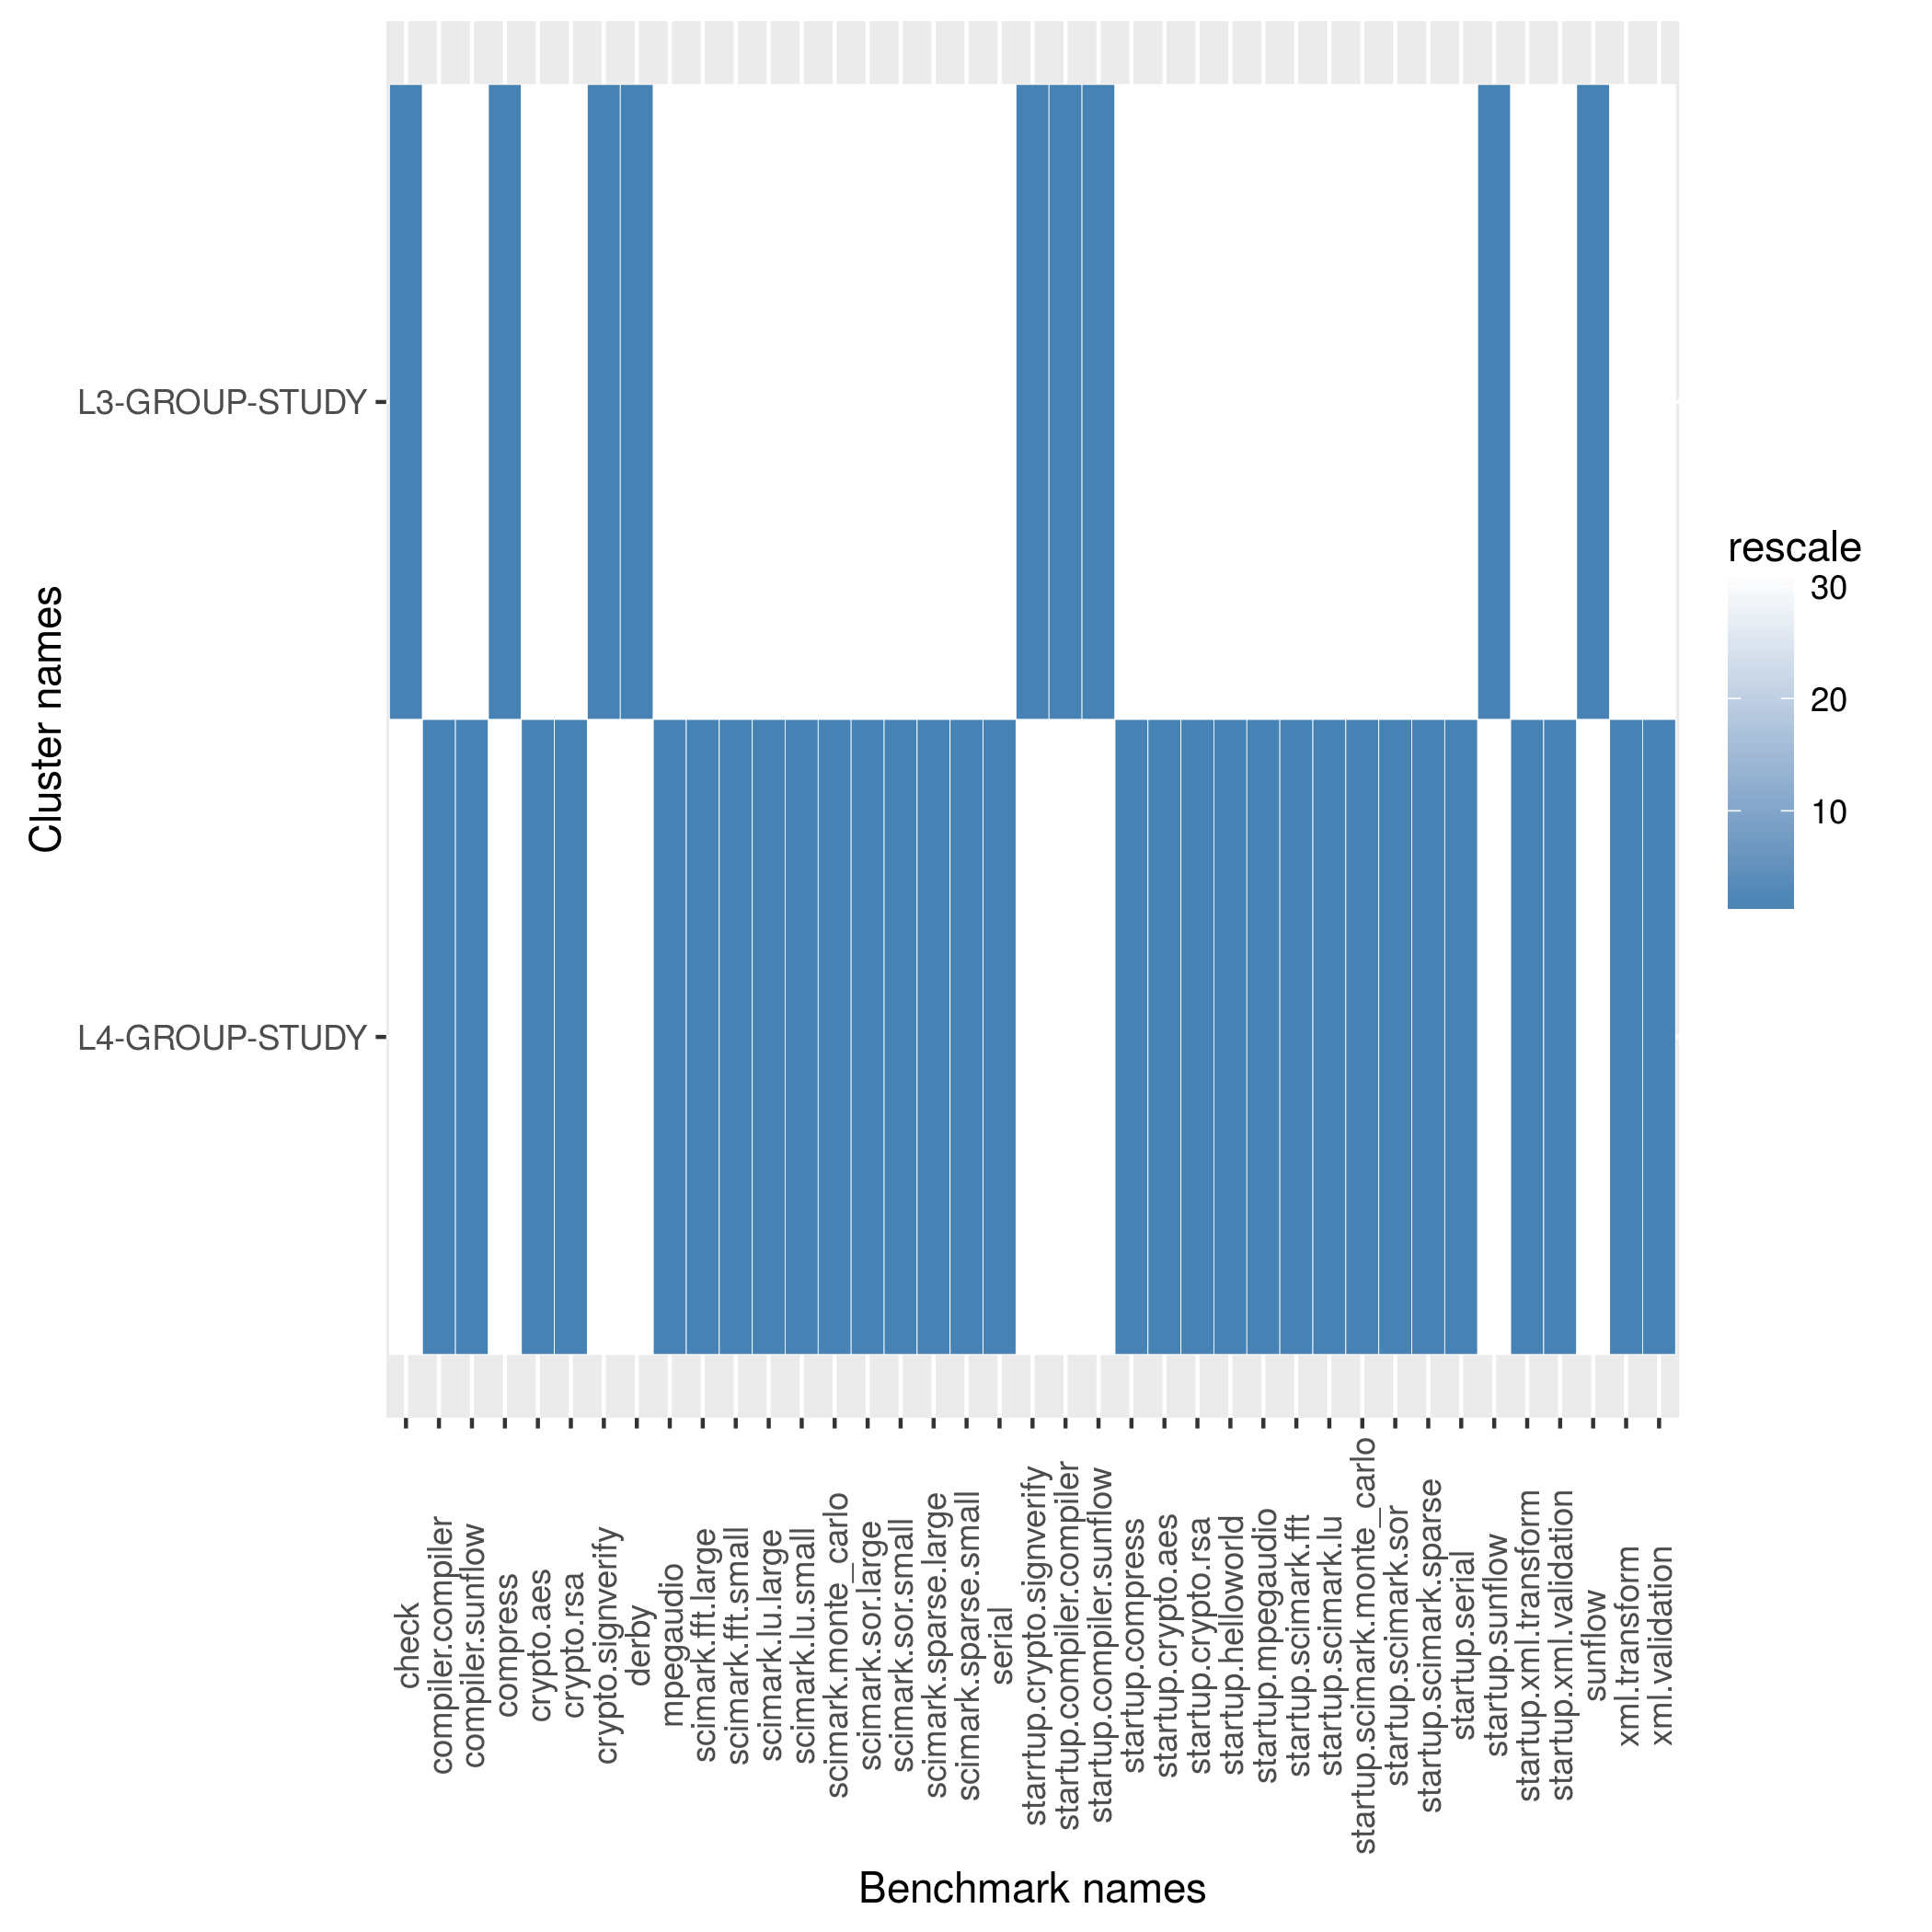 L3-GROUP-STUDY
L4-GROUP-STUDY
Cluster names
rescale
30
20
10
check
compiler.compiler
compiler.sunflow
compress
crypto.aes
crypto.rsa
crypto.signverify
derby
mpegaudio
scimark.fft.large
scimark.fft.small
scimark.lu.large
scimark.lu.small
scimark.monte_carlo
scimark.sor.large
scimark.sor.small
scimark.sparse.large
scimark.sparse.small
serial
starrtup.crypto.signverify
startup.compiler.compiler
startup.compiler.sunflow
startup.compress
startup.crypto.aes
startup.crypto.rsa
startup.helloworld
startup.mpegaudio
startup.scimark.fft
startup.scimark.lu
startup.scimark.monte_carlo
startup.scimark.sor
startup.scimark.sparse
startup.serial
startup.sunflow
startup.xml.transform
startup.xml.validation
sunflow
xml.transform
xml.validation
Benchmark names